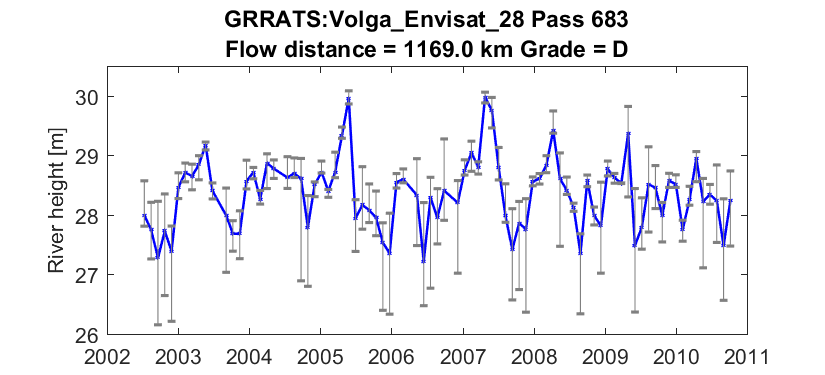 GRRATS:Volga_Envisat_28 Pass 683
Flow distance = 1169.0 km Grade = D
River height [m]
30
29
28
27
26
2002 2003 2004 2005 2006 2007 2008 2009 2010 2011